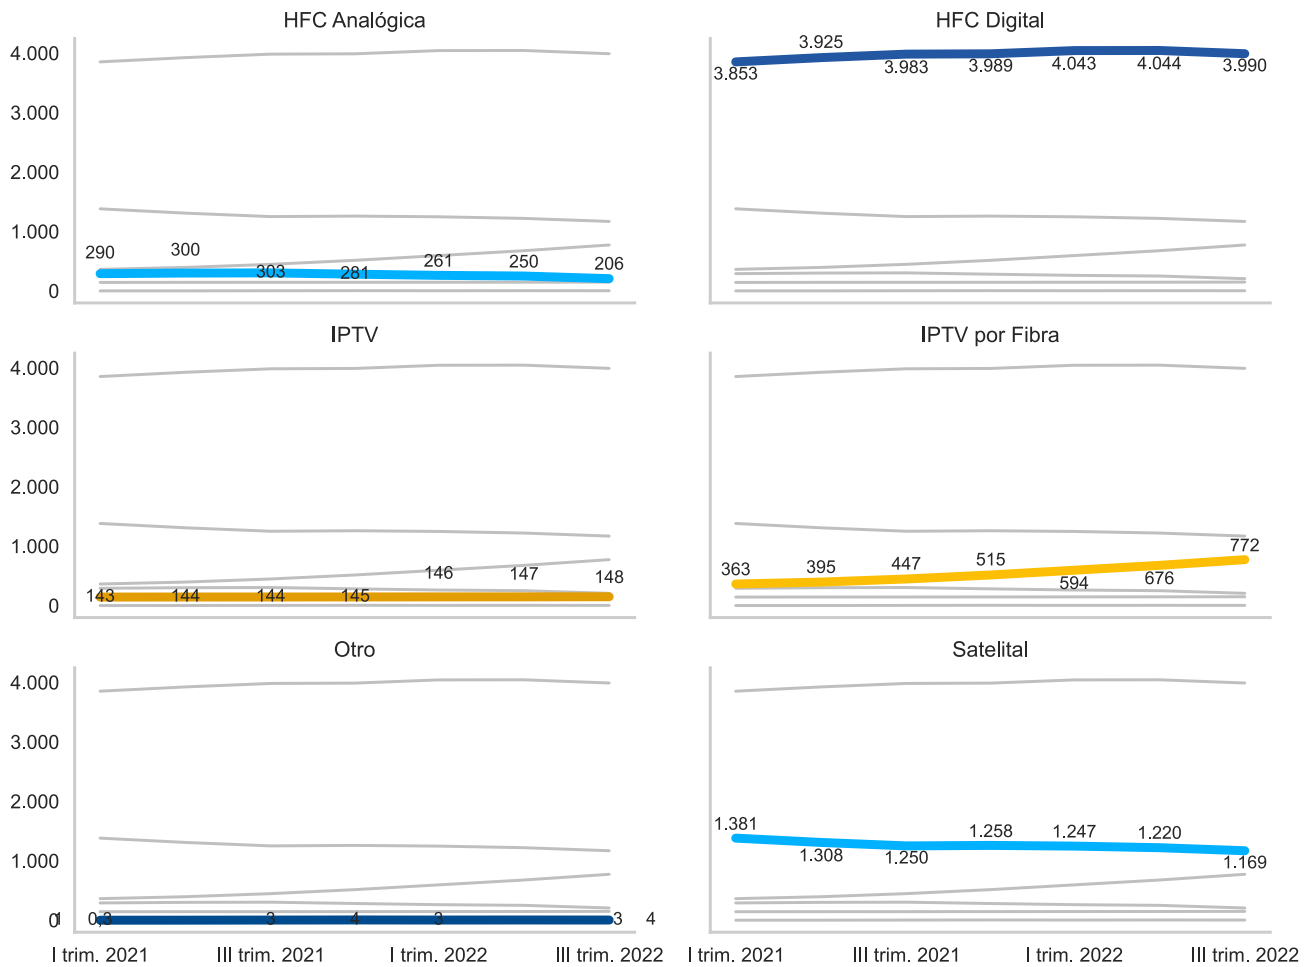 HFC Analógica
4.000
3.000
2.000
1.000
0
290 300 303 281 261 250 206
HFC Digital
3.853 3.925 3.983 3.989 4.043 4.044 3.990
IPTV
4.000
3.000
2.000
1.000
0
143 144 144 145 146 147 148
IPTV por Fibra
363 395 447 515 594 676 772
Otro
4.000
3.000
2.000
1.000
0
1 0,3 3 4 3 3 4
I trim. 2021 III trim. 2021 I trim. 2022 III trim. 2022
Satelital
1.381 1.308 1.250 1.258 1.247 1.220 1.169
I trim. 2021 III trim. 2021 I trim. 2022 III trim. 2022